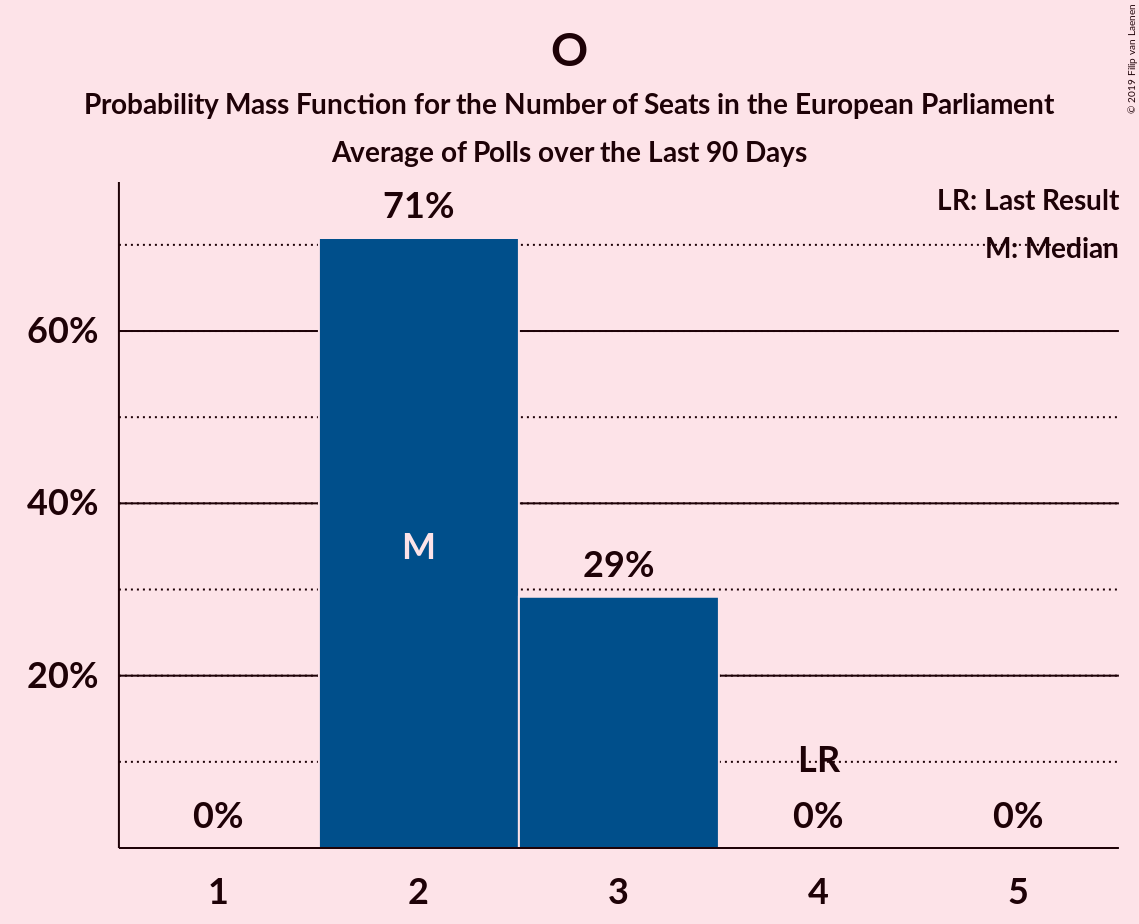 O
Probability Mass Function for the Number of Seats in the European Parliament
Average of Polls over the Last 90 Days
© 2019 Filip van Laenen
LR: Last Result
M: Median
71%
60%
40%
M
29%
20%
LR
0%
0%
0%
1
2
3
4
5